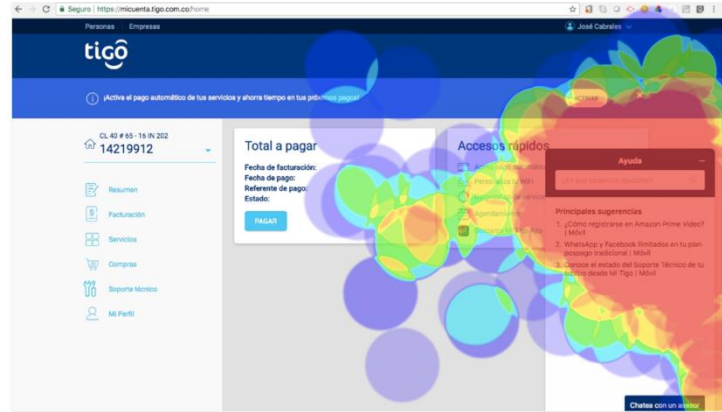 Seguro | https://micuenta.tigo.com.co/home
Personas Empresas
José Cabrales
tigô
¡Activa el pago automático de tus servicios y ahorra tiempo en tus próximos pagos!
ACTIVAR
CL 40 # 65 - 16 IN 202
14219912
Resumen
Facturación
Servicios
Compras
Soporte técnico
Mi Perfil
Total a pagar
Fecha de facturación:
Fecha de pago:
Referente de pago:
Estado:
PAGAR
Accesos rápidos
Ayuda
Principales sugerencias
1. ¿Cómo registrarse en Amazon Prime Video? | Móvil
2. WhatsApp y Facebook Ilimitados en tu plan
pospago tradicional | Móvil
3. Conoce el estado del Soporte Técnico de tu
equipo desde Mi Tigo | Móvil
Chatea con un asesor